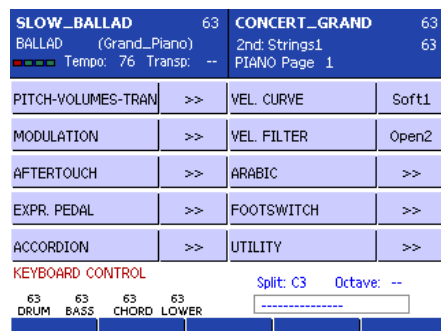 SLOW_BALLAD 63 CONCERT_GRAND 63
BALLAD (Grand_Piano) 2nd: Strings1 63
Tempo: 76 Transp: -- PIANO Page 1
PITCH-VOLUMES-TRAN >> VEL. CURVE Soft1
MODULATION >> VEL. FILTER Open2
AFTERTOUCH >> ARABIC >>
EXPR. PEDAL >> FOOTSWITCH >>
ACCORDION >> UTILITY >>
KEYBOARD CONTROL
Split: C3 Octave: --
63 63 63 63
DRUM BASS CHORD LOWER
---------------